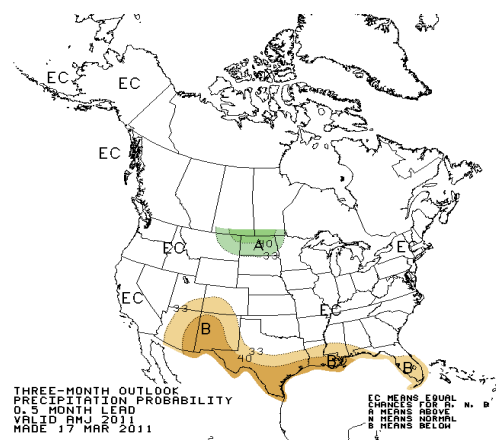 EC
EC
EC
A
40
33
EC
EC
EC
EC
33
B
33
40
B
B
THREE-MONTH OUTLOOK
PRECIPITATION PROBABILITY
0.5 MONTH LEAD
VALID AMJ 2011
MADE 17 MAR 2011
EC MEANS EQUAL
CHANCES FOR A, N, B
A MEANS ABOVE
N MEANS NORMAL
B MEANS BELOW